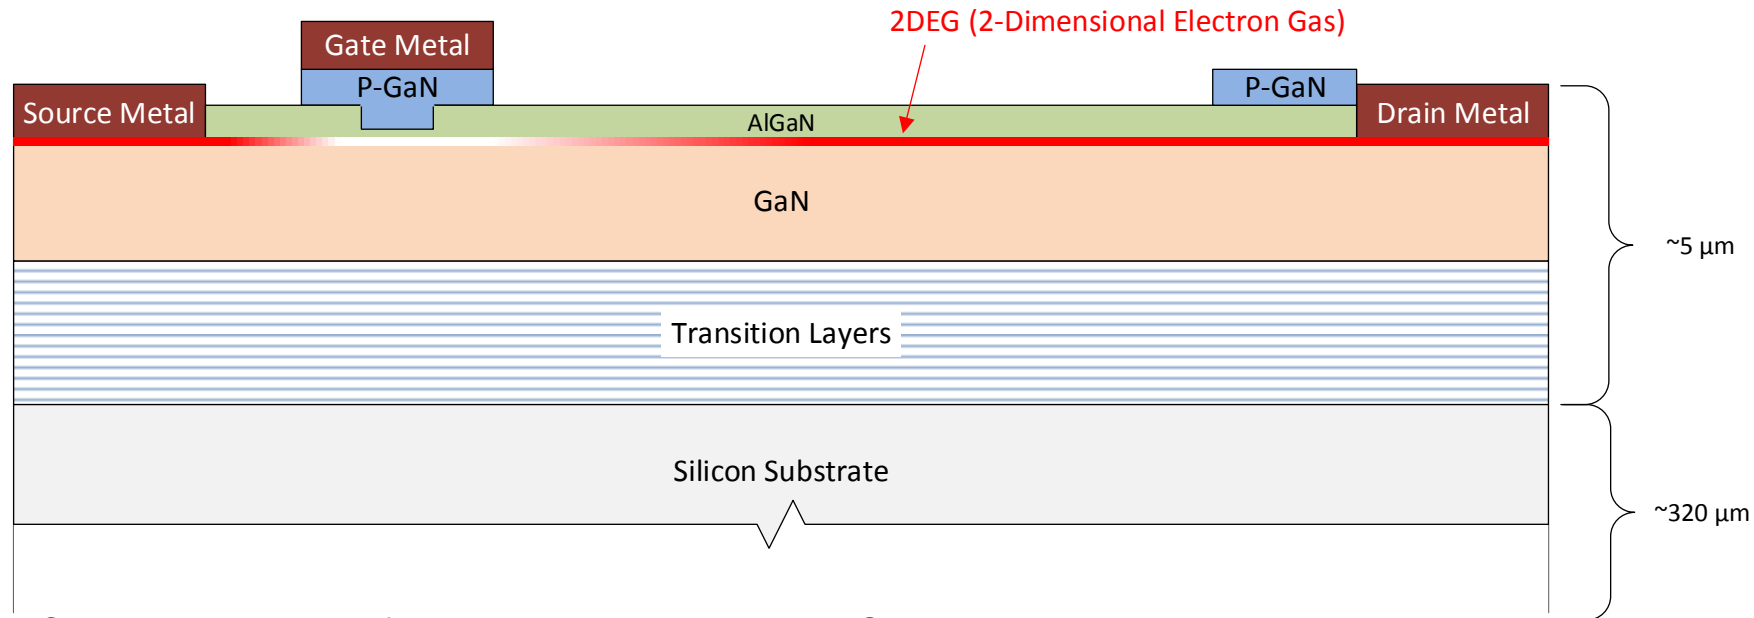 2DEG (2-Dimensional Electron Gas)
Gate Metal
P-GaN
P-GaN
Source Metal
AlGaN
Drain Metal
GaN
~5 µm
Transition Layers
Silicon Substrate
~320 µm